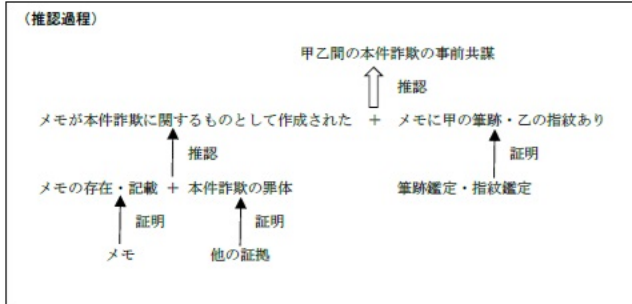 （推認過程）
甲乙間の本件詐欺の事前共謀
推認
メモが本件詐欺に関するものとして作成された ＋ メモに甲の筆跡・乙の指紋あり
推認 証明
メモの存在・記載 ＋ 本件詐欺の罪体 筆跡鑑定・指紋鑑定
証明 証明
メモ 他の証拠